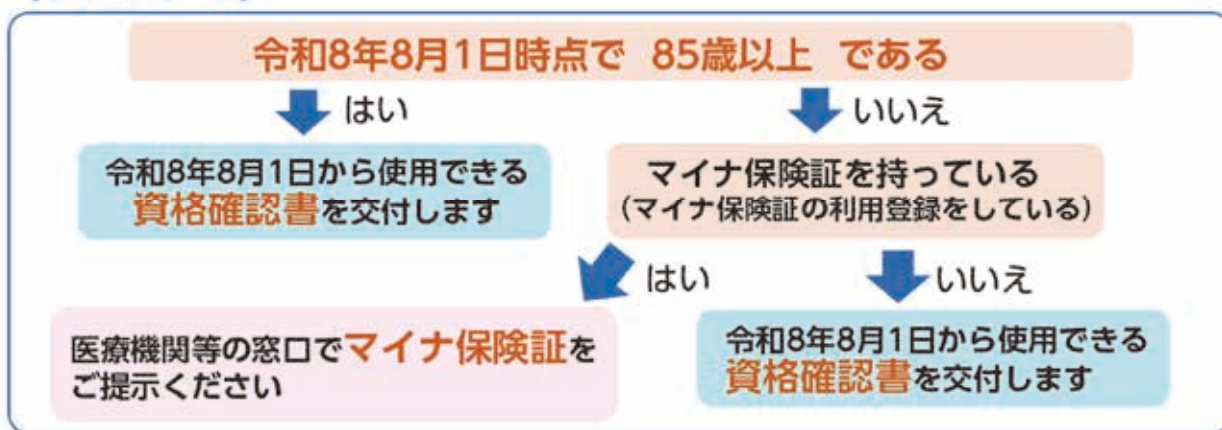 令和8年8月1日時点で 85歳以上 である
はい
いいえ
令和8年8月1日から使用できる
資格確認書を交付します
マイナ保険証を持っている
(マイナ保険証の利用登録をしている)
はい
いいえ
医療機関等の窓口でマイナ保険証を
ご提示ください
令和8年8月1日から使用できる
資格確認書を交付します